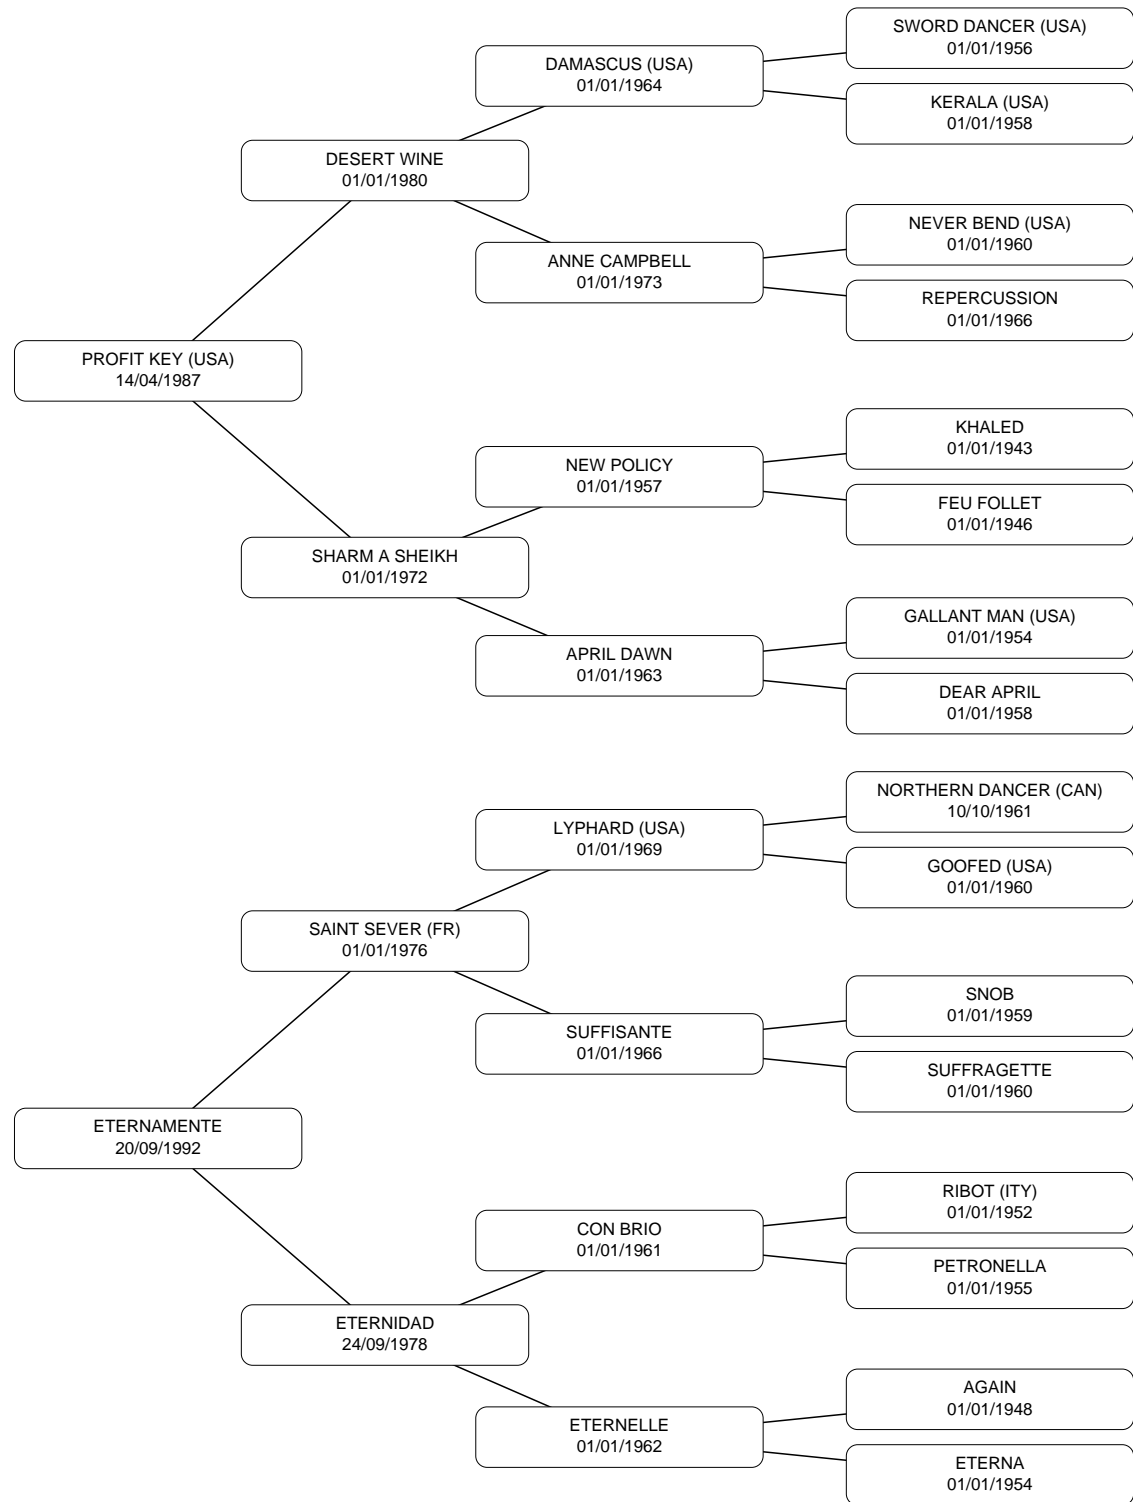 SWORD DANCER (USA)
01/01/1956
DAMASCUS (USA)
01/01/1964
KERALA (USA)
01/01/1958
DESERT WINE
01/01/1980
NEVER BEND (USA)
01/01/1960
ANNE CAMPBELL
01/01/1973
REPERCUSSION
01/01/1966
PROFIT KEY (USA)
14/04/1987
KHALED
01/01/1943
NEW POLICY
01/01/1957
FEU FOLLET
01/01/1946
SHARM A SHEIKH
01/01/1972
GALLANT MAN (USA)
01/01/1954
APRIL DAWN
01/01/1963
DEAR APRIL
01/01/1958
NORTHERN DANCER (CAN)
10/10/1961
LYPHARD (USA)
01/01/1969
GOOFED (USA)
01/01/1960
SAINT SEVER (FR)
01/01/1976
SNOB
01/01/1959
SUFFISANTE
01/01/1966
SUFFRAGETTE
01/01/1960
ETERNAMENTE
20/09/1992
RIBOT (ITY)
01/01/1952
CON BRIO
01/01/1961
PETRONELLA
01/01/1955
ETERNIDAD
24/09/1978
AGAIN
01/01/1948
ETERNELLE
01/01/1962
ETERNA
01/01/1954